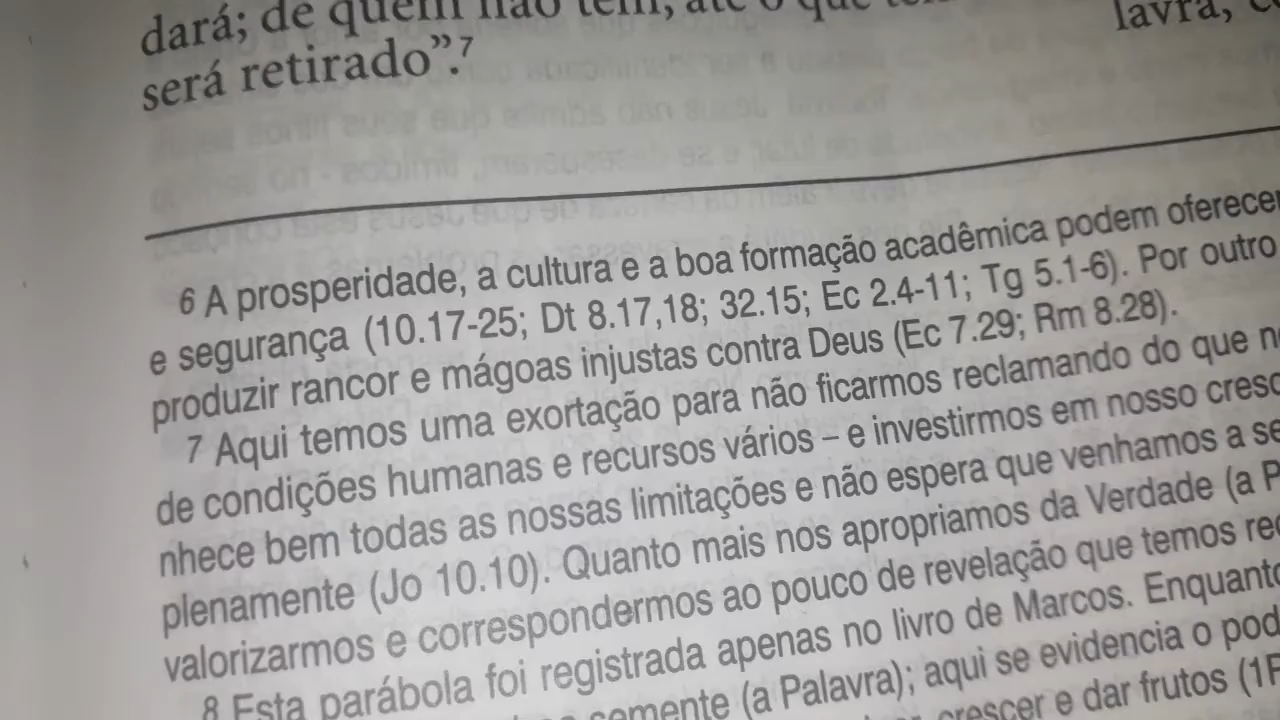 dará; de quem não tem, até o que
será retirado”.7
lavra,
6 A prosperidade, a cultura e a boa formação acadêmica podem oferecer
e segurança (10.17-25; Dt 8.17,18; 32.15; Ec 2.4-11; Tg 5.1-6). Por outro
produzir rancor e mágoas injustas contra Deus (Ec 7.29; Rm 8.28).
7 Aqui temos uma exortação para não ficarmos reclamando do que
de condições humanas e recursos vários – e investirmos em nosso
nhece bem todas as nossas limitações e não espera que venhamos a
plenamente (Jo 10.10). Quanto mais nos apropriamos da Verdade (a
valorizarmos e correspondermos ao pouco de revelação que temos
8 Esta parábola foi registrada apenas no livro de Marcos. Enquanto
semente (a Palavra); aqui se evidencia o
crescer e dar frutos